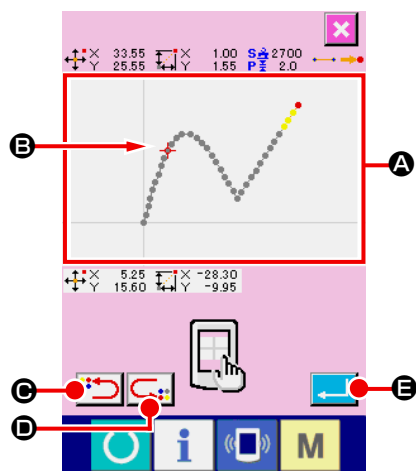 X 33.55 X 1.00 S 2700
Y 25.55 Y 1.55 P 2.0
B
A
X 5.25 X -28.30
Y 15.60 Y -9.95
C
D
E
i
M